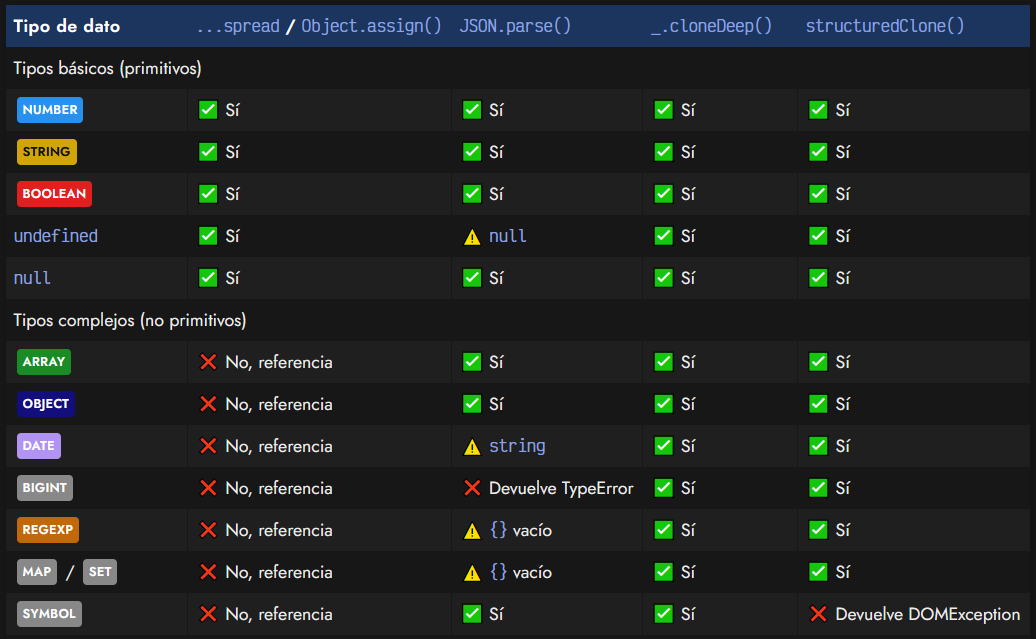 Tipo de dato ...spread / Object.assign() JSON.parse() _.cloneDeep() structuredClone()
Tipos básicos (primitivos)
NUMBER Sí Sí Sí Sí
STRING Sí Sí Sí Sí
BOOLEAN Sí Sí Sí Sí
undefined Sí null Sí Sí
null Sí Sí Sí Sí
Tipos complejos (no primitivos)
ARRAY No, referencia Sí Sí Sí
OBJECT No, referencia Sí Sí Sí
DATE No, referencia string Sí Sí
BIGINT No, referencia Devuelve TypeError Sí Sí
REGEXP No, referencia {} vacío Sí Sí
MAP / SET No, referencia {} vacío Sí Sí
SYMBOL No, referencia Sí Sí Devuelve DOMException